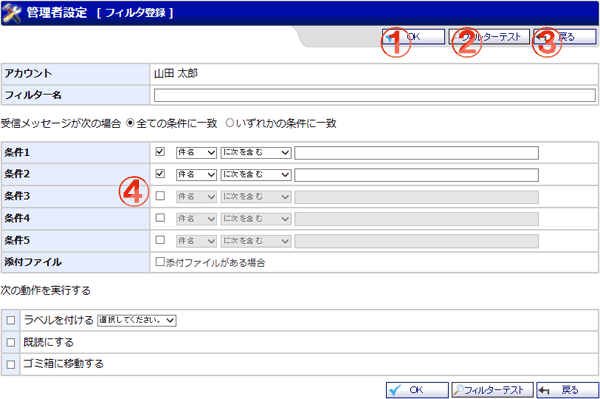 管理者設定 [ フィルタ登録 ]
① OK ② フィルターテスト ③ 戻る
アカウント 山田 太郎
フィルター名
受信メッセージが次の場合 全ての条件に一致 いずれかの条件に一致
条件1 件名 に次を含む
条件2 件名 に次を含む
④
条件3 件名 に次を含む
条件4 件名 に次を含む
条件5 件名 に次を含む
添付ファイル 添付ファイルがある場合
次の動作を実行する
ラベルを付ける 選択してください。
既読にする
ゴミ箱に移動する
OK フィルターテスト 戻る